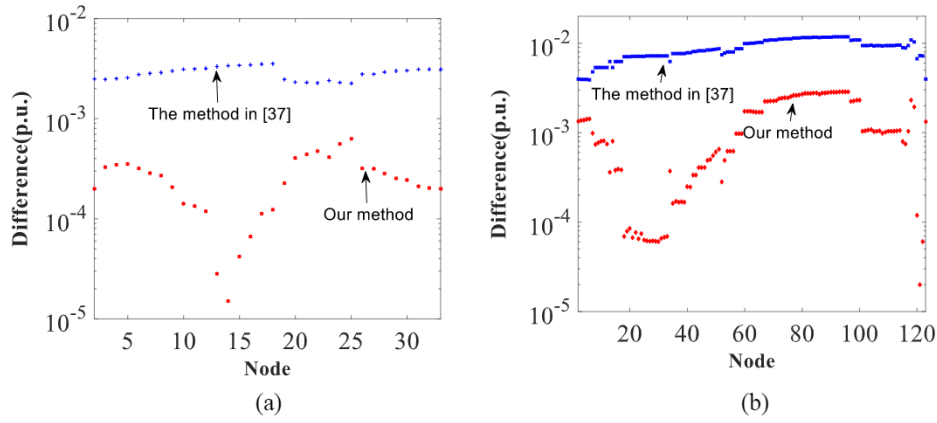 10^-2
10^-3
10^-4
10^-5
Difference(p.u.)
The method in [37]
Our method
5 10 15 20 25 30
Node
(a)
10^-2
10^-3
10^-4
10^-5
Difference(p.u.)
The method in [37]
Our method
20 40 60 80 100 120
Node
(b)